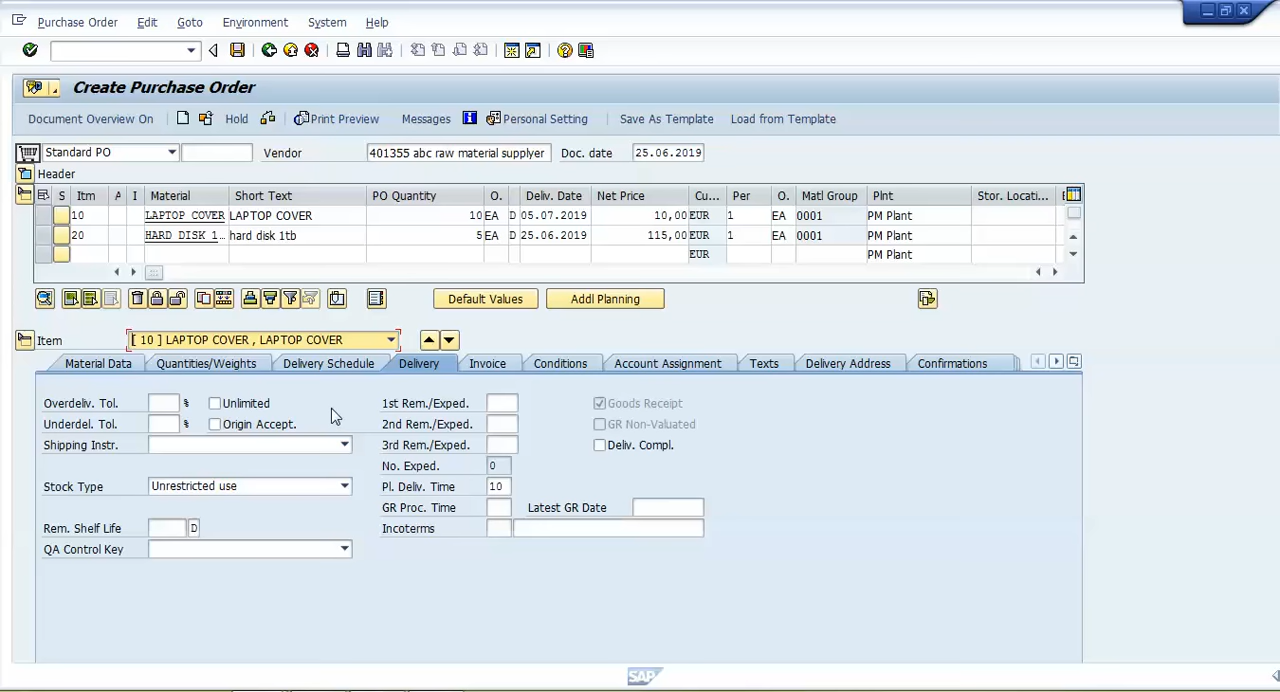 Purchase Order Edit Goto Environment System Help
Create Purchase Order
Document Overview On Hold Print Preview Messages Personal Setting Save As Template Load from Template
Standard PO Vendor 401355 abc raw material supplyer Doc. date 25.06.2019
Header
S Itm A I Material Short Text PO Quantity O. Deliv. Date Net Price Cu... Per O. Matl Group Plnt Stor. Locati...
10 LAPTOP COVER LAPTOP COVER 10 EA D 05.07.2019 10,00 EUR 1 EA 0001 PM Plant
20 HARD DISK 1... hard disk 1tb 5 EA D 25.06.2019 115,00 EUR 1 EA 0001 PM Plant
EUR PM Plant
Default Values Addl Planning
Item [ 10 ] LAPTOP COVER , LAPTOP COVER
Material Data Quantities/Weights Delivery Schedule Delivery Invoice Conditions Account Assignment Texts Delivery Address Confirmations
Overdeliv. Tol. % Unlimited 1st Rem./Exped. Goods Receipt
Underdel. Tol. % Origin Accept. 2nd Rem./Exped. GR Non-Valuated
Shipping Instr. 3rd Rem./Exped. Deliv. Compl.
No. Exped. 0
Stock Type Unrestricted use Pl. Deliv. Time 10
GR Proc. Time Latest GR Date
Rem. Shelf Life D Incoterms
QA Control Key
SAP